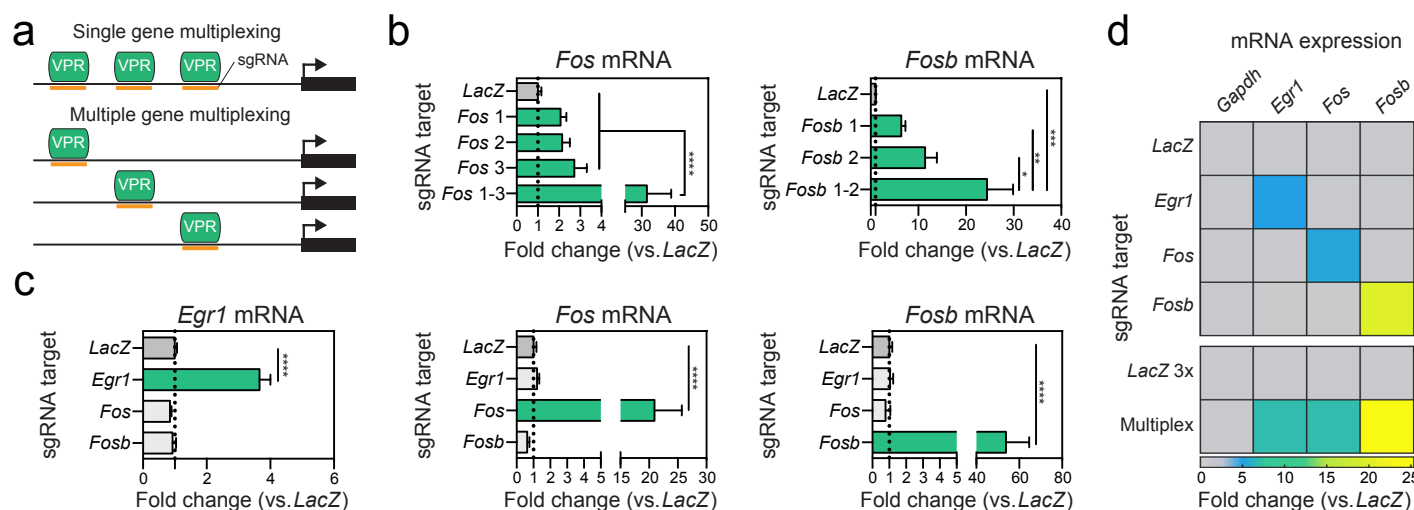 a
Single gene multiplexing
VPR VPR VPR sgRNA
Multiple gene multiplexing
VPR
VPR
VPR
b
Fos mRNA
sgRNA target
LacZ
Fos 1
Fos 2
Fos 3
Fos 1-3
****
0 1 2 3 4 30 40 50
Fold change (vs. LacZ)
Fosb mRNA
sgRNA target
LacZ
Fosb 1
Fosb 2
Fosb 1-2
* ** ***
0 10 20 30 40
Fold change (vs. LacZ)
c
Egr1 mRNA
sgRNA target
LacZ
Egr1
Fos
Fosb
****
0 2 4 6
Fold change (vs. LacZ)
Fos mRNA
sgRNA target
LacZ
Egr1
Fos
Fosb
****
0 1 2 3 4 5 15 20 25 30
Fold change (vs. LacZ)
Fosb mRNA
sgRNA target
LacZ
Egr1
Fos
Fosb
****
0 1 2 3 4 5 40 60 80
Fold change (vs. LacZ)
d
mRNA expression
Gapdh Egr1 Fos Fosb
sgRNA target
LacZ
Egr1
Fos
Fosb
LacZ 3x
Multiplex
0 5 10 15 20 25
Fold change (vs. LacZ)